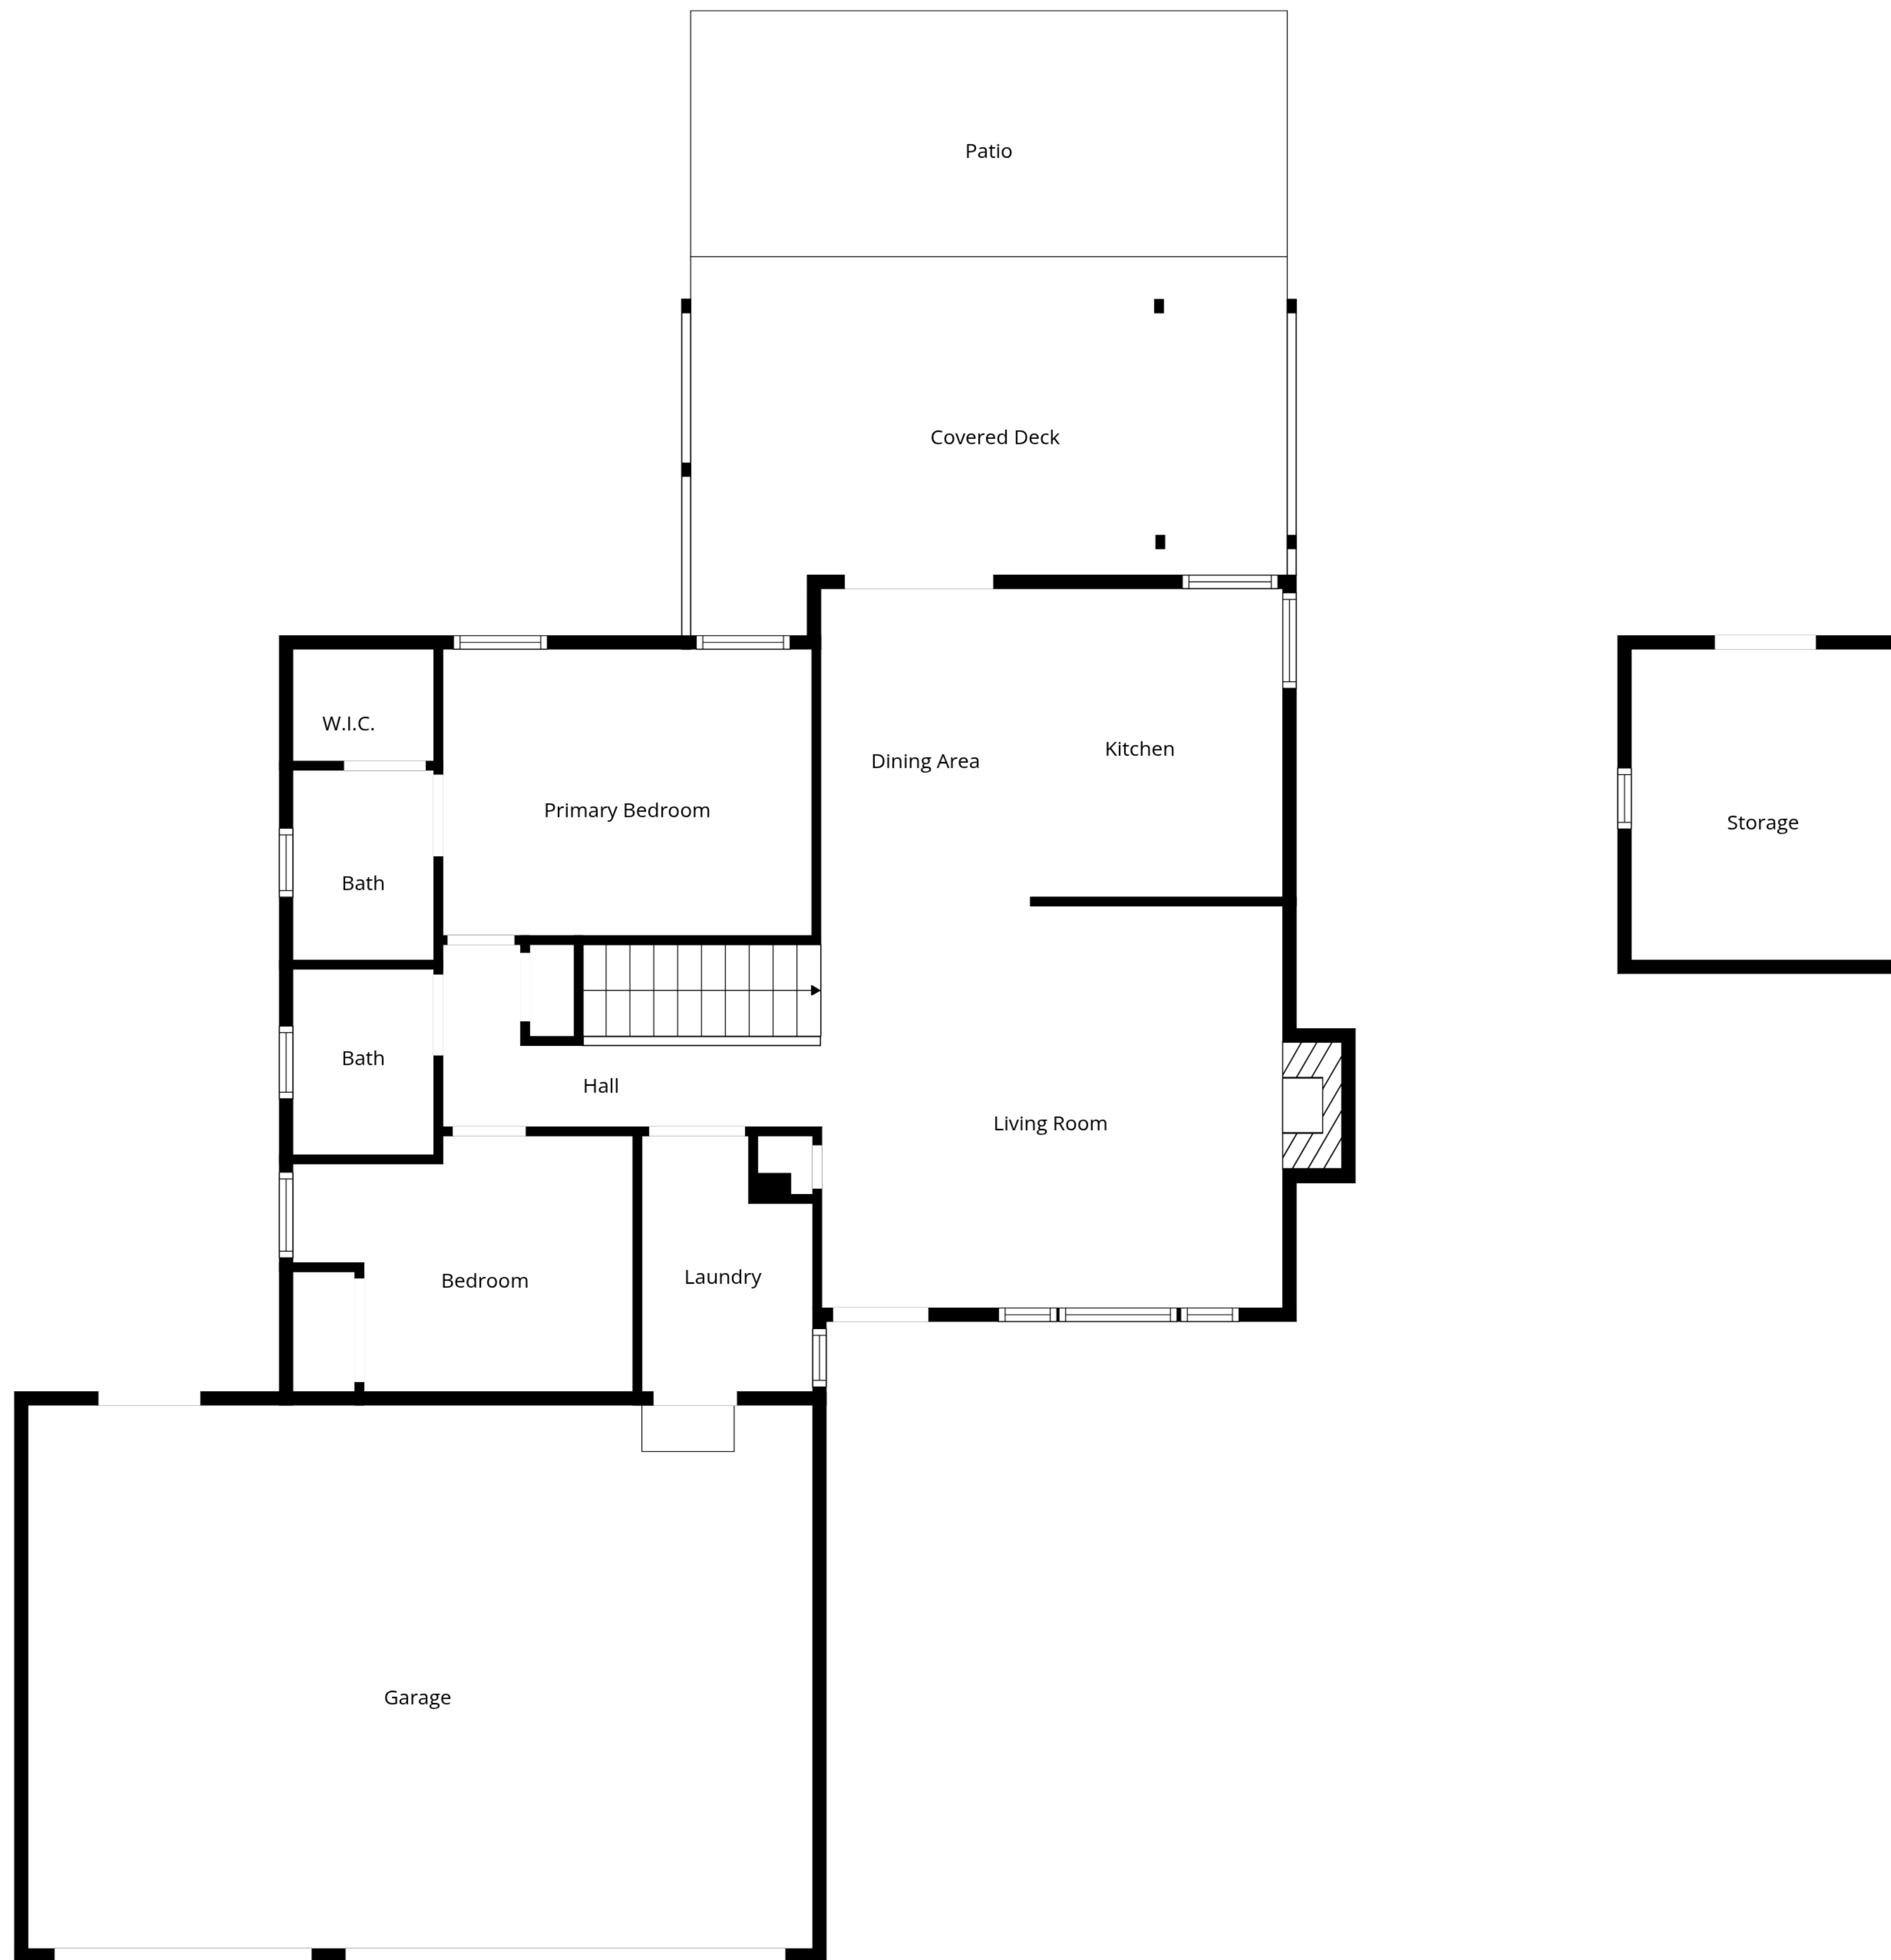 Patio
Covered Deck
W.I.C.
Kitchen
Dining Area
Primary Bedroom
Storage
Bath
Bath
Hall
Living Room
Laundry
Bedroom
Garage